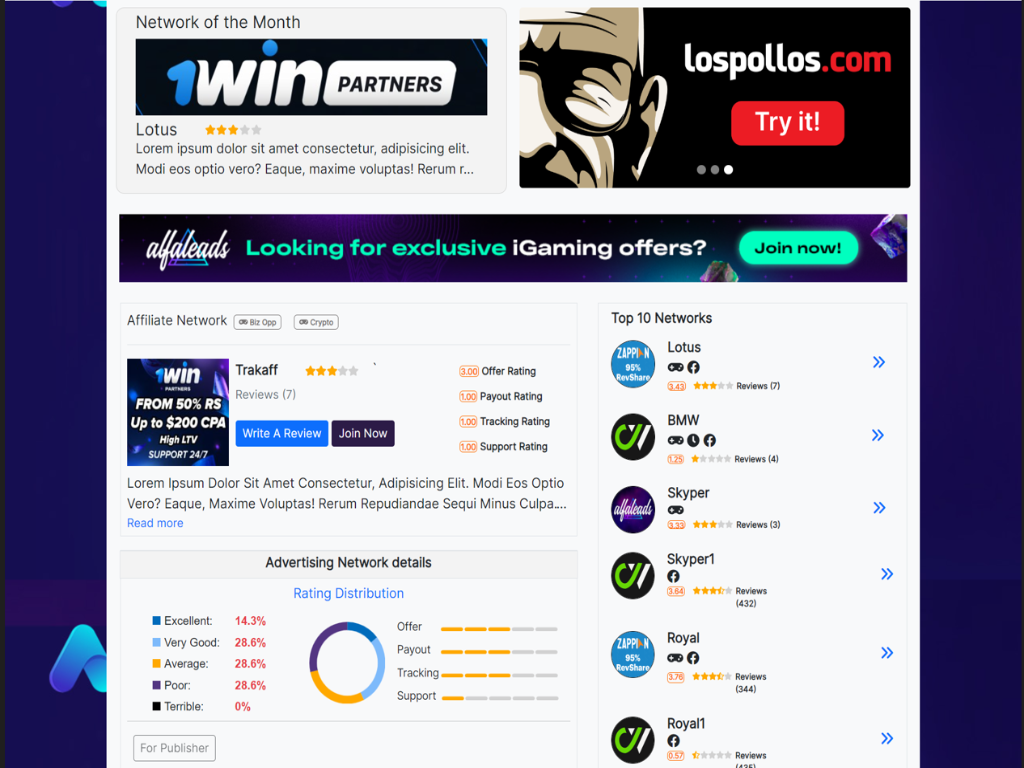 Network of the Month
1win PARTNERS
Lotus
Lorem ipsum dolor sit amet consectetur, adipisicing elit.
Modi eos optio vero? Eaque, maxime voluptas! Rerum r...
lospollos.com
Try it!
alfaleads Looking for exclusive iGaming offers? Join now!
Affiliate Network Biz Opp Crypto
1win
PARTNERS
FROM 50% RS
Up to $200 CPA
High LTV
SUPPORT 24/7
Trakaff `
Reviews (7)
Write A Review Join Now
3.00 Offer Rating
1.00 Payout Rating
1.00 Tracking Rating
1.00 Support Rating
Lorem Ipsum Dolor Sit Amet Consectetur, Adipisicing Elit. Modi Eos Optio
Vero? Eaque, Maxime Voluptas! Rerum Repudiandae Sequi Minus Culpa....
Read more
Advertising Network details
Rating Distribution
Excellent: 14.3%
Very Good: 28.6%
Average: 28.6%
Poor: 28.6%
Terrible: 0%
Offer
Payout
Tracking
Support
For Publisher
Top 10 Networks
ZAPPION
95%
RevShare
Lotus
3.43 Reviews (7)
BMW
1.25 Reviews (4)
alfaleads
Skyper
3.33 Reviews (3)
Skyper1
3.64 Reviews
(432)
ZAPPION
95%
RevShare
Royal
3.76 Reviews
(344)
Royal1
0.57 Reviews